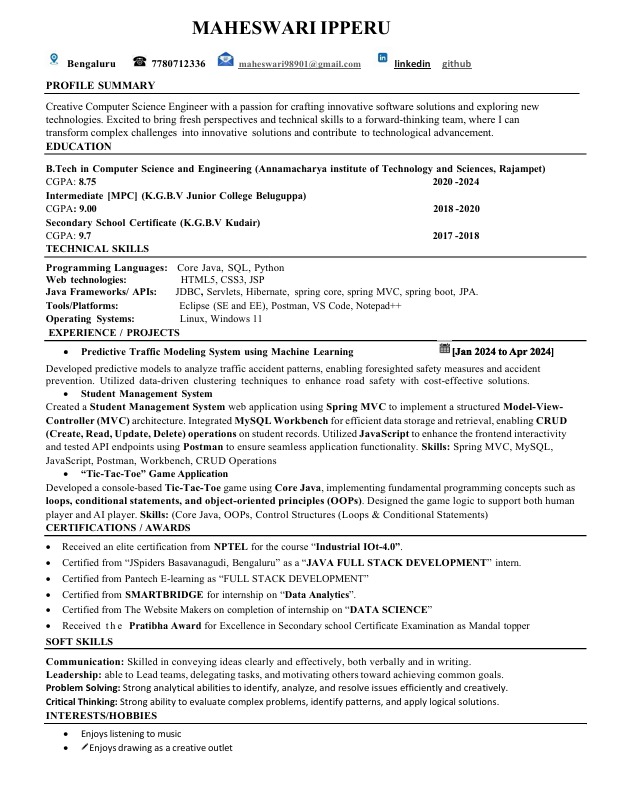 MAHESWARI IPPERU
Bengaluru 7780712336 maheswari98901@gmail.com linkedin github
PROFILE SUMMARY
Creative Computer Science Engineer with a passion for crafting innovative software solutions and exploring new
technologies. Excited to bring fresh perspectives and technical skills to a forward-thinking team, where I can
transform complex challenges into innovative solutions and contribute to technological advancement.
EDUCATION
B.Tech in Computer Science and Engineering (Annamacharya institute of Technology and Sciences, Rajampet)
CGPA: 8.75 2020 -2024
Intermediate [MPC] (K.G.B.V Junior College Beluguppa)
CGPA: 9.00 2018 -2020
Secondary School Certificate (K.G.B.V Kudair)
CGPA: 9.7 2017 -2018
TECHNICAL SKILLS
Programming Languages: Core Java, SQL, Python
Web technologies: HTML5, CSS3, JSP
Java Frameworks/ APIs: JDBC, Servlets, Hibernate, spring core, spring MVC, spring boot, JPA.
Tools/Platforms: Eclipse (SE and EE), Postman, VS Code, Notepad++
Operating Systems: Linux, Windows 11
EXPERIENCE / PROJECTS
• Predictive Traffic Modeling System using Machine Learning [Jan 2024 to Apr 2024]
Developed predictive models to analyze traffic accident patterns, enabling foresighted safety measures and accident
prevention. Utilized data-driven clustering techniques to enhance road safety with cost-effective solutions.
• Student Management System
Created a Student Management System web application using Spring MVC to implement a structured Model-View-
Controller (MVC) architecture. Integrated MySQL Workbench for efficient data storage and retrieval, enabling CRUD
(Create, Read, Update, Delete) operations on student records. Utilized JavaScript to enhance the frontend interactivity
and tested API endpoints using Postman to ensure seamless application functionality. Skills: Spring MVC, MySQL,
JavaScript, Postman, Workbench, CRUD Operations
• “Tic-Tac-Toe” Game Application
Developed a console-based Tic-Tac-Toe game using Core Java, implementing fundamental programming concepts such as
loops, conditional statements, and object-oriented principles (OOPs). Designed the game logic to support both human
player and AI player. Skills: (Core Java, OOPs, Control Structures (Loops & Conditional Statements)
CERTIFICATIONS / AWARDS
• Received an elite certification from NPTEL for the course “Industrial IOt-4.0”.
• Certified from “JSpiders Basavanagudi, Bengaluru” as a “JAVA FULL STACK DEVELOPMENT” intern.
• Certified from Pantech E-learning as “FULL STACK DEVELOPMENT”
• Certified from SMARTBRIDGE for internship on “Data Analytics”.
• Certified from The Website Makers on completion of internship on “DATA SCIENCE”
• Received the Pratibha Award for Excellence in Secondary school Certificate Examination as Mandal topper
SOFT SKILLS
Communication: Skilled in conveying ideas clearly and effectively, both verbally and in writing.
Leadership: able to Lead teams, delegating tasks, and motivating others toward achieving common goals.
Problem Solving: Strong analytical abilities to identify, analyze, and resolve issues efficiently and creatively.
Critical Thinking: Strong ability to evaluate complex problems, identify patterns, and apply logical solutions.
INTERESTS/HOBBIES
• Enjoys listening to music
• Enjoys drawing as a creative outlet